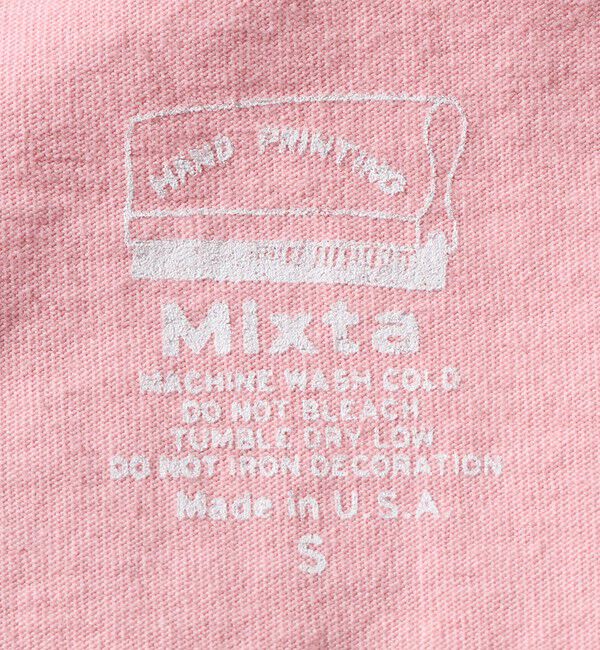 HAND PRINTING
Mixta
MACHINE WASH COLD
DO NOT BLEACH
TUMBLE DRY LOW
DO NOT IRON DECORATION
Made in U.S.A
S